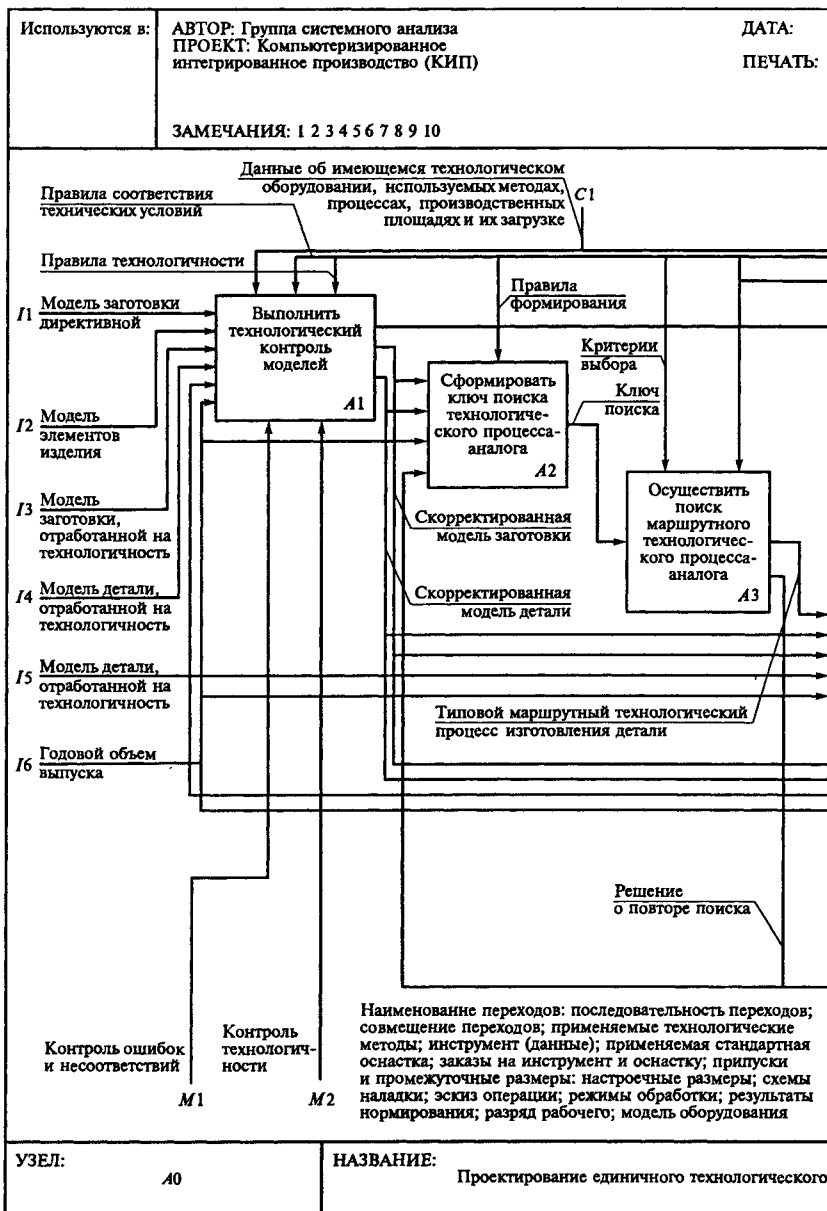 Используются в:
АВТОР: Группа системного анализа
ПРОЕКТ: Компьютеризированное
интегрированное производство (КИП)
ДАТА:
ПЕЧАТЬ:
ЗАМЕЧАНИЯ: 1 2 3 4 5 6 7 8 9 10
Данные об имеющемся технологическом
оборудовании, используемых методах,
процессах, производственных
площадях и их загрузке
C1
Правила соответствия
технических условий
Правила технологичности
I1 Модель заготовки
директивной
Выполнить
технологический
контроль
моделей
A1
Правила
формирования
Критерии
выбора
Сформировать
ключ поиска
технологиче-
ского процесса-
аналога
A2
Ключ
поиска
I2 Модель
элементов
изделия
Осуществить
поиск
маршрутного
технологичес-
кого процесса-
аналога
A3
I3 Модель
заготовки,
отработанной на
технологичность
Скорректированная
модель заготовки
I4 Модель детали,
отработанной на
технологичность
Скорректированная
модель детали
I5 Модель детали,
отработанной на
технологичность
Типовой маршрутный технологический
процесс изготовления детали
I6 Годовой объем
выпуска
Решение
о повторе поиска
Контроль ошибок
и несоответствий
M1
Контроль
технологич-
ности
M2
Наименование переходов: последовательность переходов;
совмещение переходов; применяемые технологические
методы; инструмент (данные); применяемая стандартная
оснастка; заказы на инструмент и оснастку; припуски
и промежуточные размеры: настроечные размеры; схемы
наладки; эскиз операции; режимы обработки; результаты
нормирования; разряд рабочего; модель оборудования
УЗЕЛ:
A0
НАЗВАНИЕ:
Проектирование единичного технологического